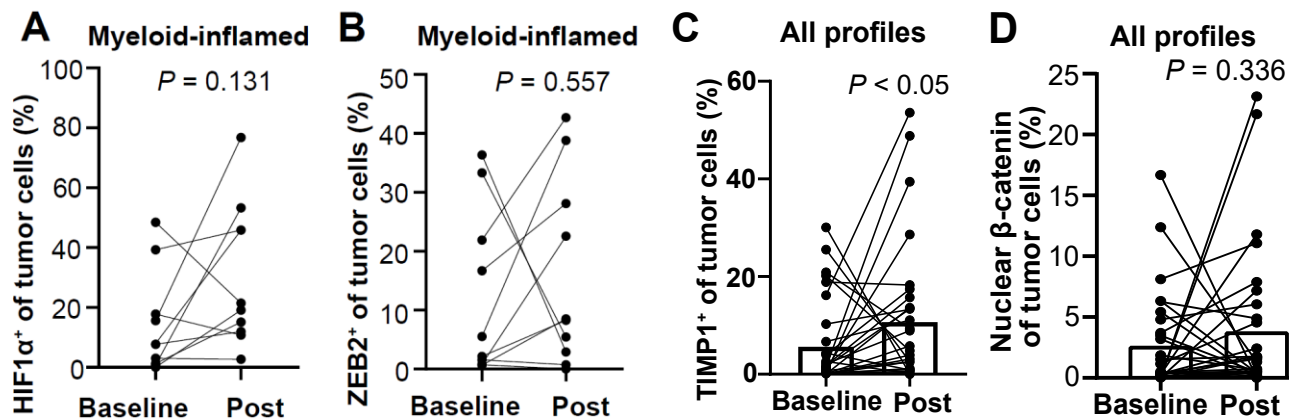 A
Myeloid-inflamed
P = 0.131
HIF1α⁺ of tumor cells (%)
100
80
60
40
20
0
Baseline Post
B
Myeloid-inflamed
P = 0.557
ZEB2⁺ of tumor cells (%)
50
40
30
20
10
0
Baseline Post
C
All profiles
P < 0.05
TIMP1⁺ of tumor cells (%)
60
40
20
0
Baseline Post
D
All profiles
P = 0.336
Nuclear β-catenin
of tumor cells (%)
25
20
15
10
5
0
Baseline Post